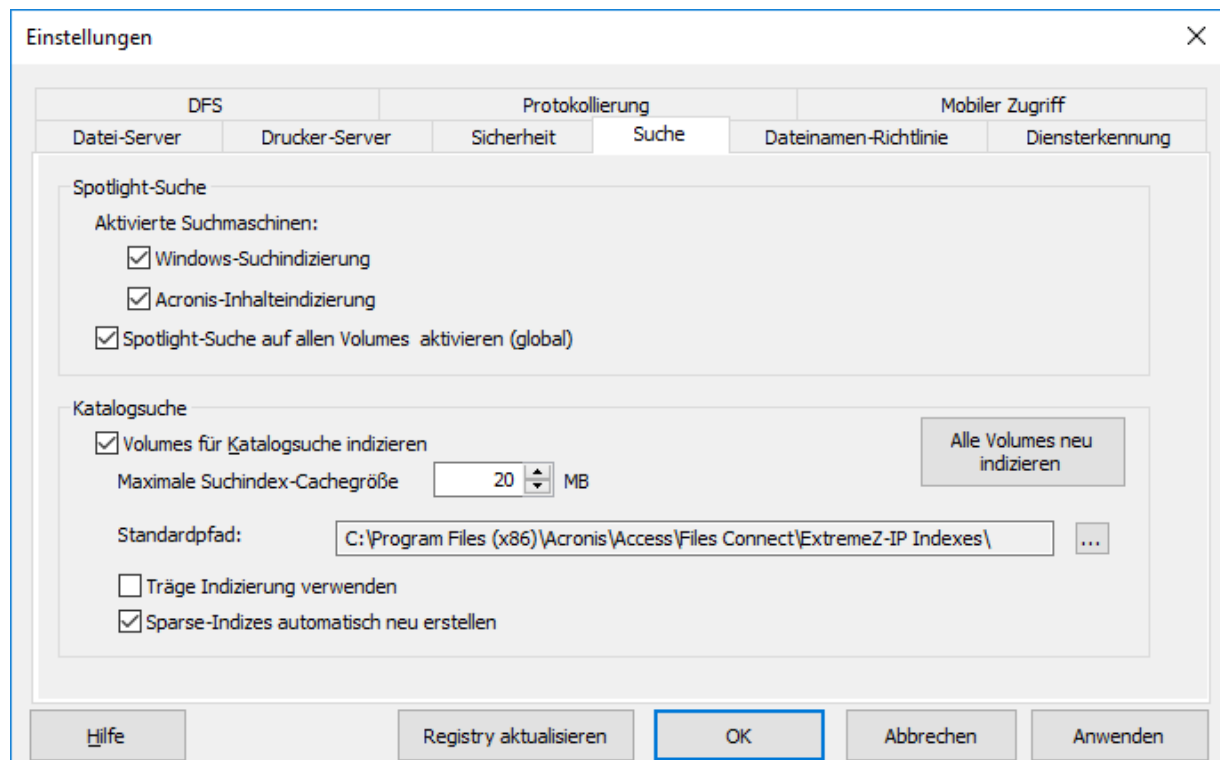 Einstellungen
DFS
Protokollierung
Mobiler Zugriff
Datei-Server
Drucker-Server
Sicherheit
Suche
Dateinamen-Richtlinie
Diensterkennung
Spotlight-Suche
Aktivierte Suchmaschinen:
Windows-Suchindizierung
Acronis-Inhalteindizierung
Spotlight-Suche auf allen Volumes aktivieren (global)
Katalogsuche
Volumes für Katalogsuche indizieren
Alle Volumes neu
indizieren
Maximale Suchindex-Cachegröße
20
MB
Standardpfad:
C:\Program Files (x86)\Acronis\Access\Files Connect\ExtremeZ-IP Indexes\
...
Träge Indizierung verwenden
Sparse-Indizes automatisch neu erstellen
Hilfe
Registry aktualisieren
OK
Abbrechen
Anwenden